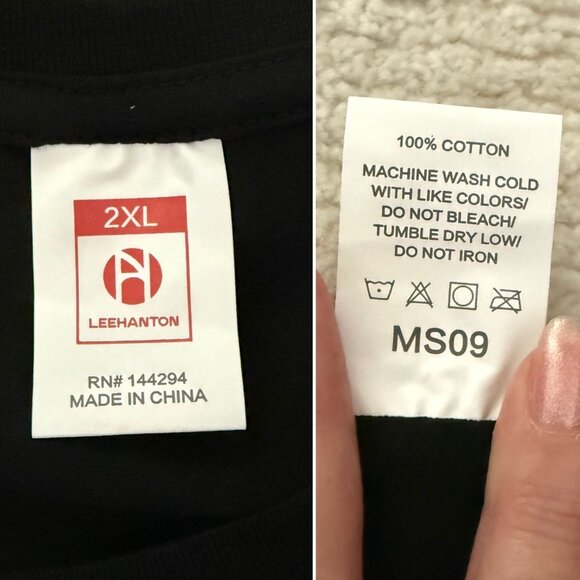 2XL
LEEHANTON
RN# 144294
MADE IN CHINA
100% COTTON
MACHINE WASH COLD
WITH LIKE COLORS/
DO NOT BLEACH/
TUMBLE DRY LOW/
DO NOT IRON
MS09